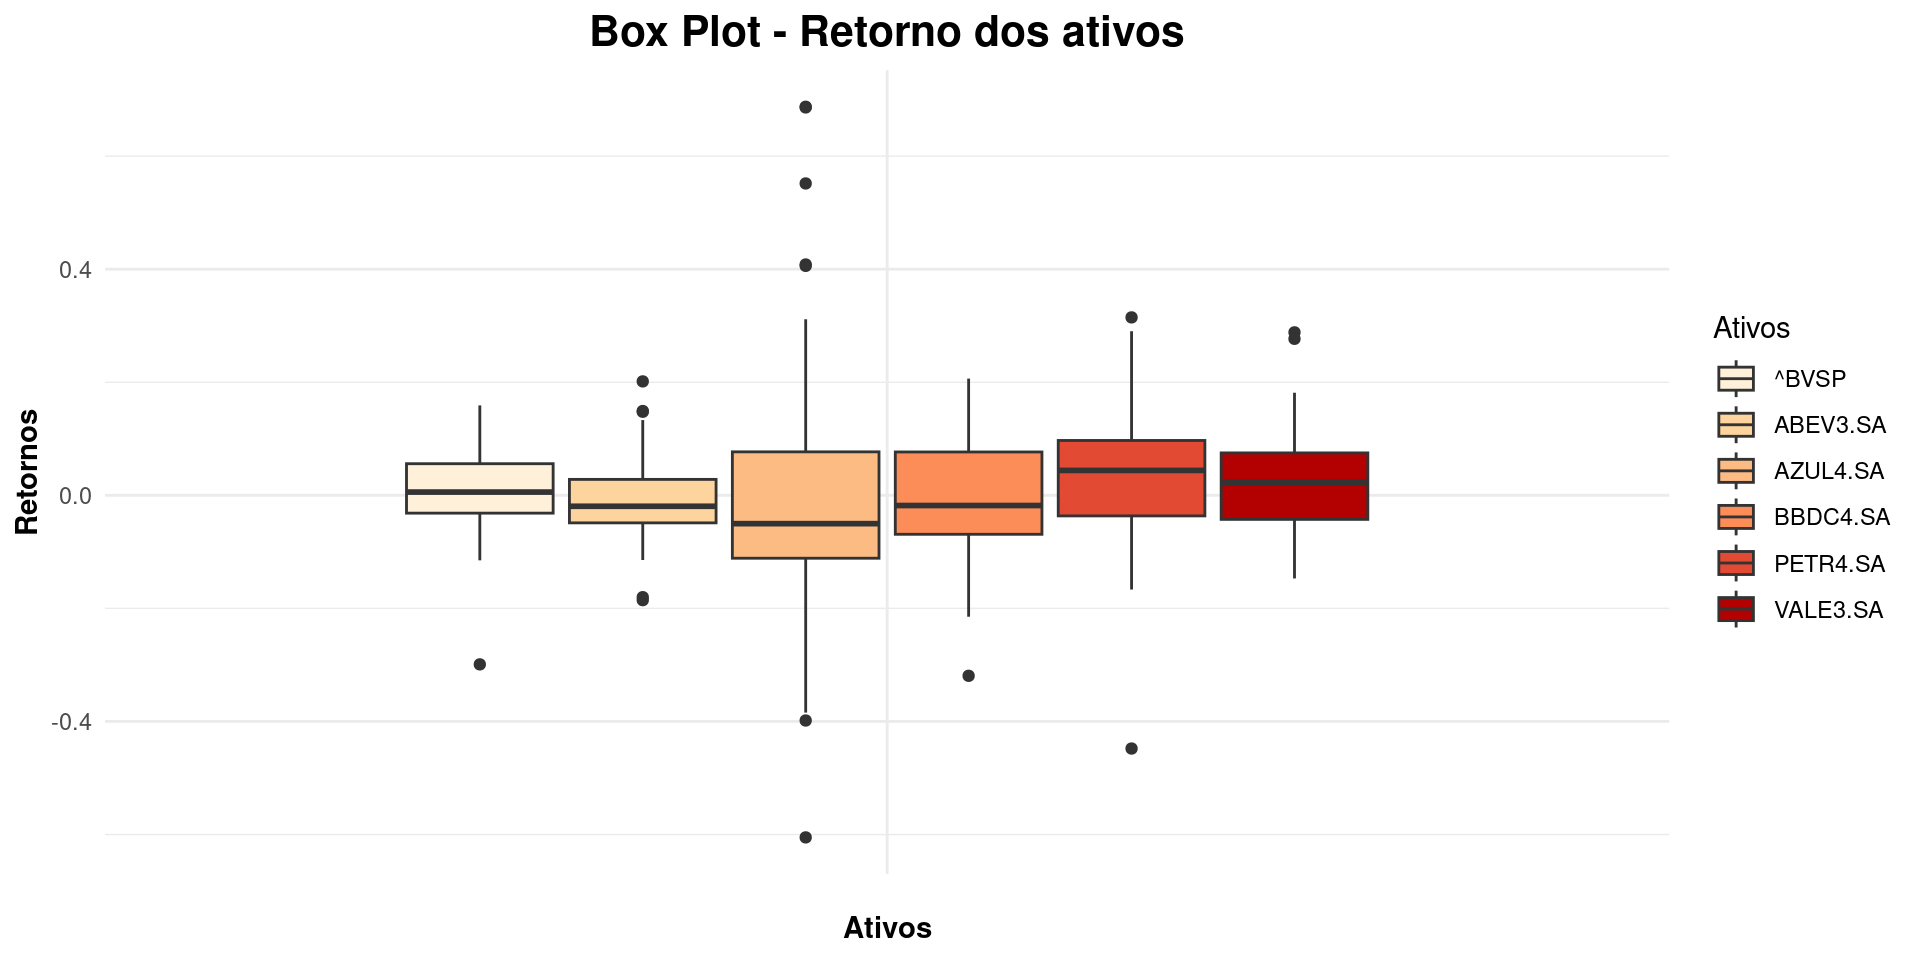 Box Plot - Retorno dos ativos
Retornos
0.4
0.0
-0.4
Ativos
Ativos
^BVSP
ABEV3.SA
AZUL4.SA
BBDC4.SA
PETR4.SA
VALE3.SA